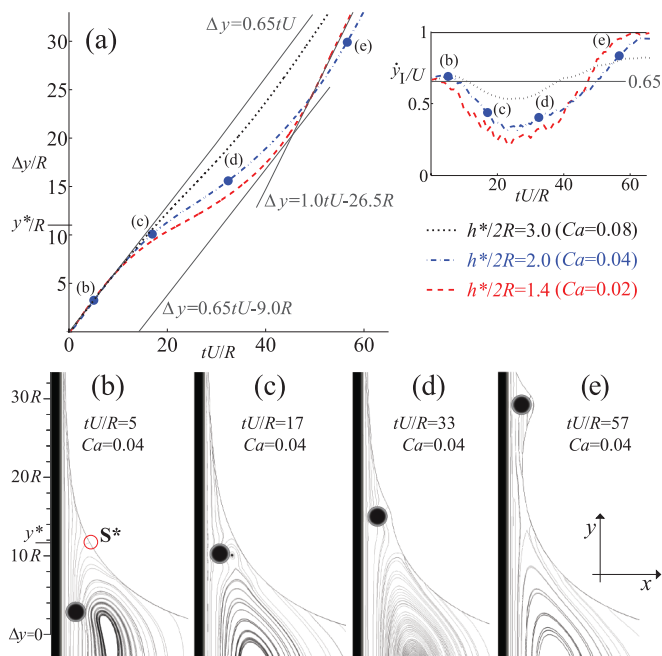 (a)
Δy=0.65tU
30
25
20
Δy/R
15
y*/R
10
5
0
0
20
40
60
tU/R
(b)
(c)
(d)
(e)
Δy=1.0tU-26.5R
Δy=0.65tU-9.0R
1
ẏI/U
0.5
0
0
20
40
60
tU/R
(b)
(c)
(d)
(e)
0.65
h*/2R=3.0 (Ca=0.08)
h*/2R=2.0 (Ca=0.04)
h*/2R=1.4 (Ca=0.02)
30R
20R
y*
10R
Δy=0
(b)
tU/R=5
Ca=0.04
S*
(c)
tU/R=17
Ca=0.04
(d)
tU/R=33
Ca=0.04
(e)
tU/R=57
Ca=0.04
y
x